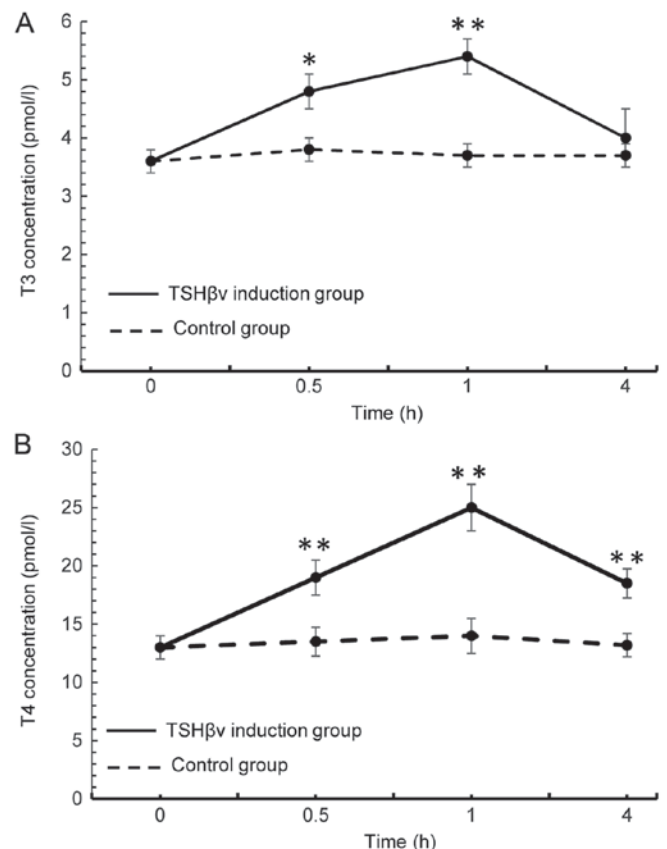 A
6
5
4
3
2
1
0
T3 concentration (pmol/l)
*
**
TSHβv induction group
Control group
0 0.5 1 4
Time (h)
B
30
25
20
15
10
5
0
T4 concentration (pmol/l)
**
**
**
TSHβv induction group
Control group
0 0.5 1 4
Time (h)